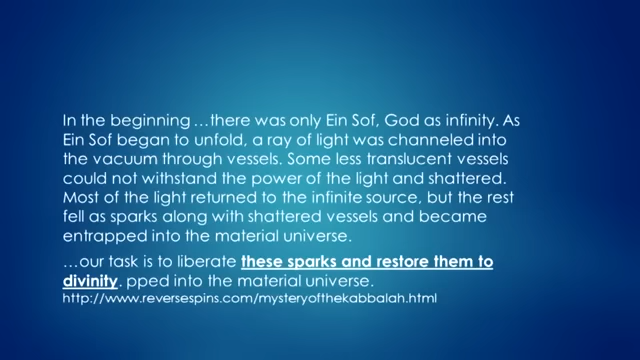 In the beginning …there was only Ein Sof, God as infinity. As
Ein Sof began to unfold, a ray of light was channeled into
the vacuum through vessels. Some less translucent vessels
could not withstand the power of the light and shattered.
Most of the light returned to the infinite source, but the rest
fell as sparks along with shattered vessels and became
entrapped into the material universe.
…our task is to liberate these sparks and restore them to
divinity. pped into the material universe.
http://www.reversespins.com/mysteryofthekabbalah.html